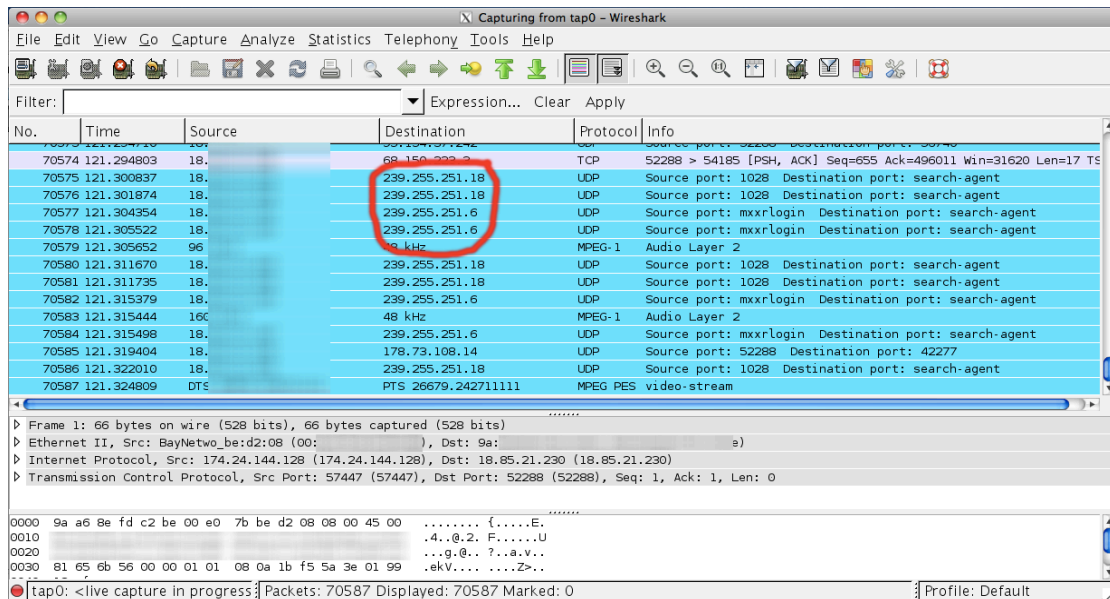 Capturing from tap0 - Wireshark
File Edit View Go Capture Analyze Statistics Telephony Tools Help
Filter: Expression... Clear Apply
No. Time Source Destination Protocol Info
70574 121.294803 18. TCP 52288 > 54185 [PSH, ACK] Seq=655 Ack=496011 Win=31620 Len=17 TS
70575 121.300837 18. 239.255.251.18 UDP Source port: 1028 Destination port: search-agent
70576 121.301874 18. 239.255.251.18 UDP Source port: 1028 Destination port: search-agent
70577 121.304354 18. 239.255.251.6 UDP Source port: mxxrlogin Destination port: search-agent
70578 121.305522 18. 239.255.251.6 UDP Source port: mxxrlogin Destination port: search-agent
70579 121.305652 96 48 kHz MPEG-1 Audio Layer 2
70580 121.311670 18. 239.255.251.18 UDP Source port: 1028 Destination port: search-agent
70581 121.311735 18. 239.255.251.18 UDP Source port: 1028 Destination port: search-agent
70582 121.315379 18. 239.255.251.6 UDP Source port: mxxrlogin Destination port: search-agent
70583 121.315444 160 48 kHz MPEG-1 Audio Layer 2
70584 121.315498 18. 239.255.251.6 UDP Source port: mxxrlogin Destination port: search-agent
70585 121.319404 18. 178.73.108.14 UDP Source port: 52288 Destination port: 42277
70586 121.322010 18. 239.255.251.18 UDP Source port: 1028 Destination port: search-agent
70587 121.324809 DTS PTS 26679.242711111 MPEG PES video-stream
Frame 1: 66 bytes on wire (528 bits), 66 bytes captured (528 bits)
Ethernet II, Src: BayNetwo_be:d2:08 (00: ), Dst: 9a: e)
Internet Protocol, Src: 174.24.144.128 (174.24.144.128), Dst: 18.85.21.230 (18.85.21.230)
Transmission Control Protocol, Src Port: 57447 (57447), Dst Port: 52288 (52288), Seq: 1, Ack: 1, Len: 0
0000 9a a6 8e fd c2 be 00 e0 7b be d2 08 08 00 45 00 ........ {.....E.
0010 .4..@.2. F......U
0020 ...g.@.. ?..a.v..
0030 81 65 6b 56 00 00 01 01 08 0a 1b f5 5a 3e 01 99 .ekV.... ....Z>..
tap0: <live capture in progress Packets: 70587 Displayed: 70587 Marked: 0 Profile: Default